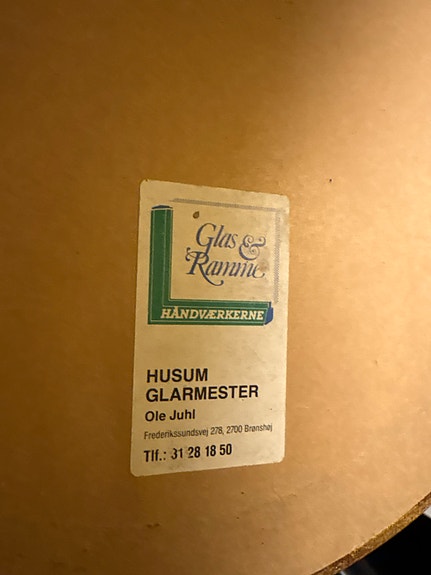 Glas &
Ramme
HÅNDVÆRKERNE
HUSUM
GLARMESTER
Ole Juhl
Frederikssundsvej 278, 2700 Brønshøj
Tlf.: 31 28 18 50